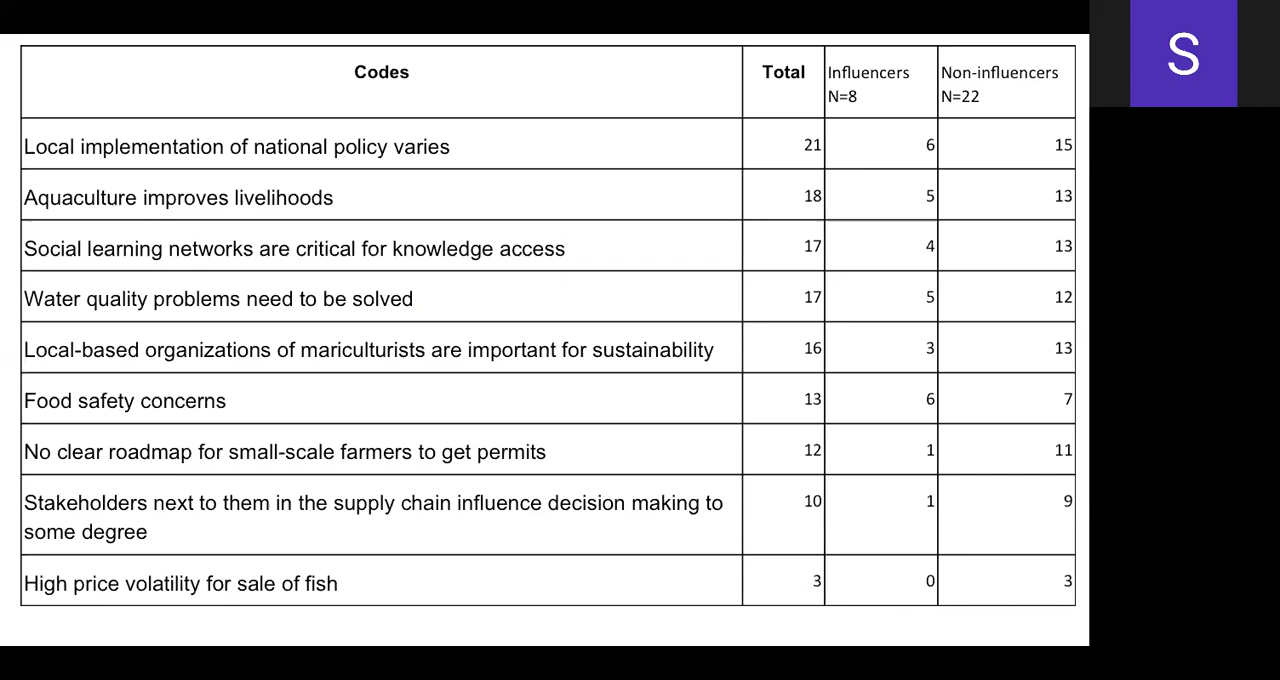 S
Codes Total Influencers Non-influencers
N=8 N=22
Local implementation of national policy varies 21 6 15
Aquaculture improves livelihoods 18 5 13
Social learning networks are critical for knowledge access 17 4 13
Water quality problems need to be solved 17 5 12
Local-based organizations of mariculturists are important for sustainability 16 3 13
Food safety concerns 13 6 7
No clear roadmap for small-scale farmers to get permits 12 1 11
Stakeholders next to them in the supply chain influence decision making to 10 1 9
some degree
High price volatility for sale of fish 3 0 3